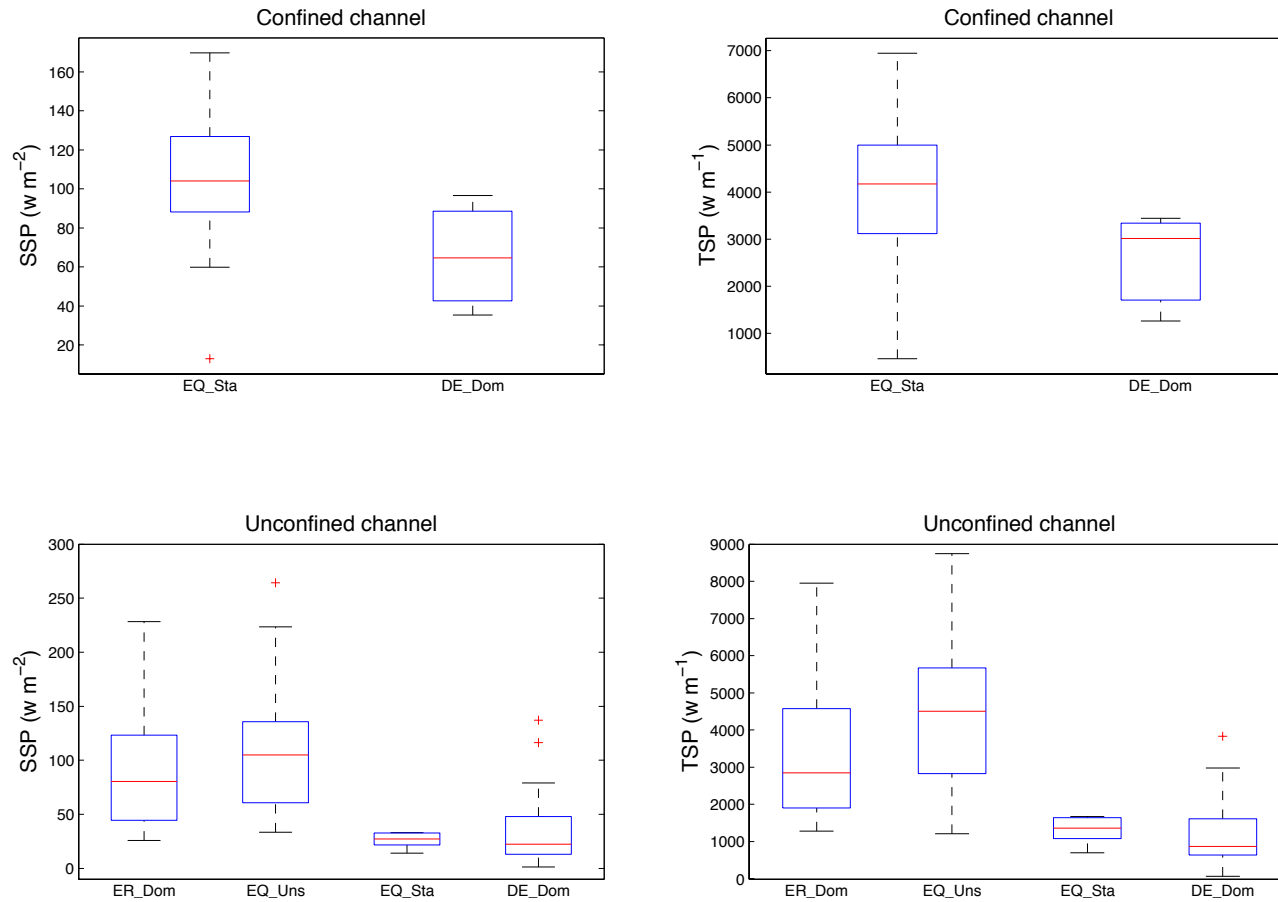 Confined channel
SSP (w m⁻²)
160
140
120
100
80
60
40
20
EQ_Sta DE_Dom
Confined channel
TSP (w m⁻¹)
7000
6000
5000
4000
3000
2000
1000
EQ_Sta DE_Dom
Unconfined channel
SSP (w m⁻²)
300
250
200
150
100
50
0
ER_Dom EQ_Uns EQ_Sta DE_Dom
Unconfined channel
TSP (w m⁻¹)
9000
8000
7000
6000
5000
4000
3000
2000
1000
0
ER_Dom EQ_Uns EQ_Sta DE_Dom